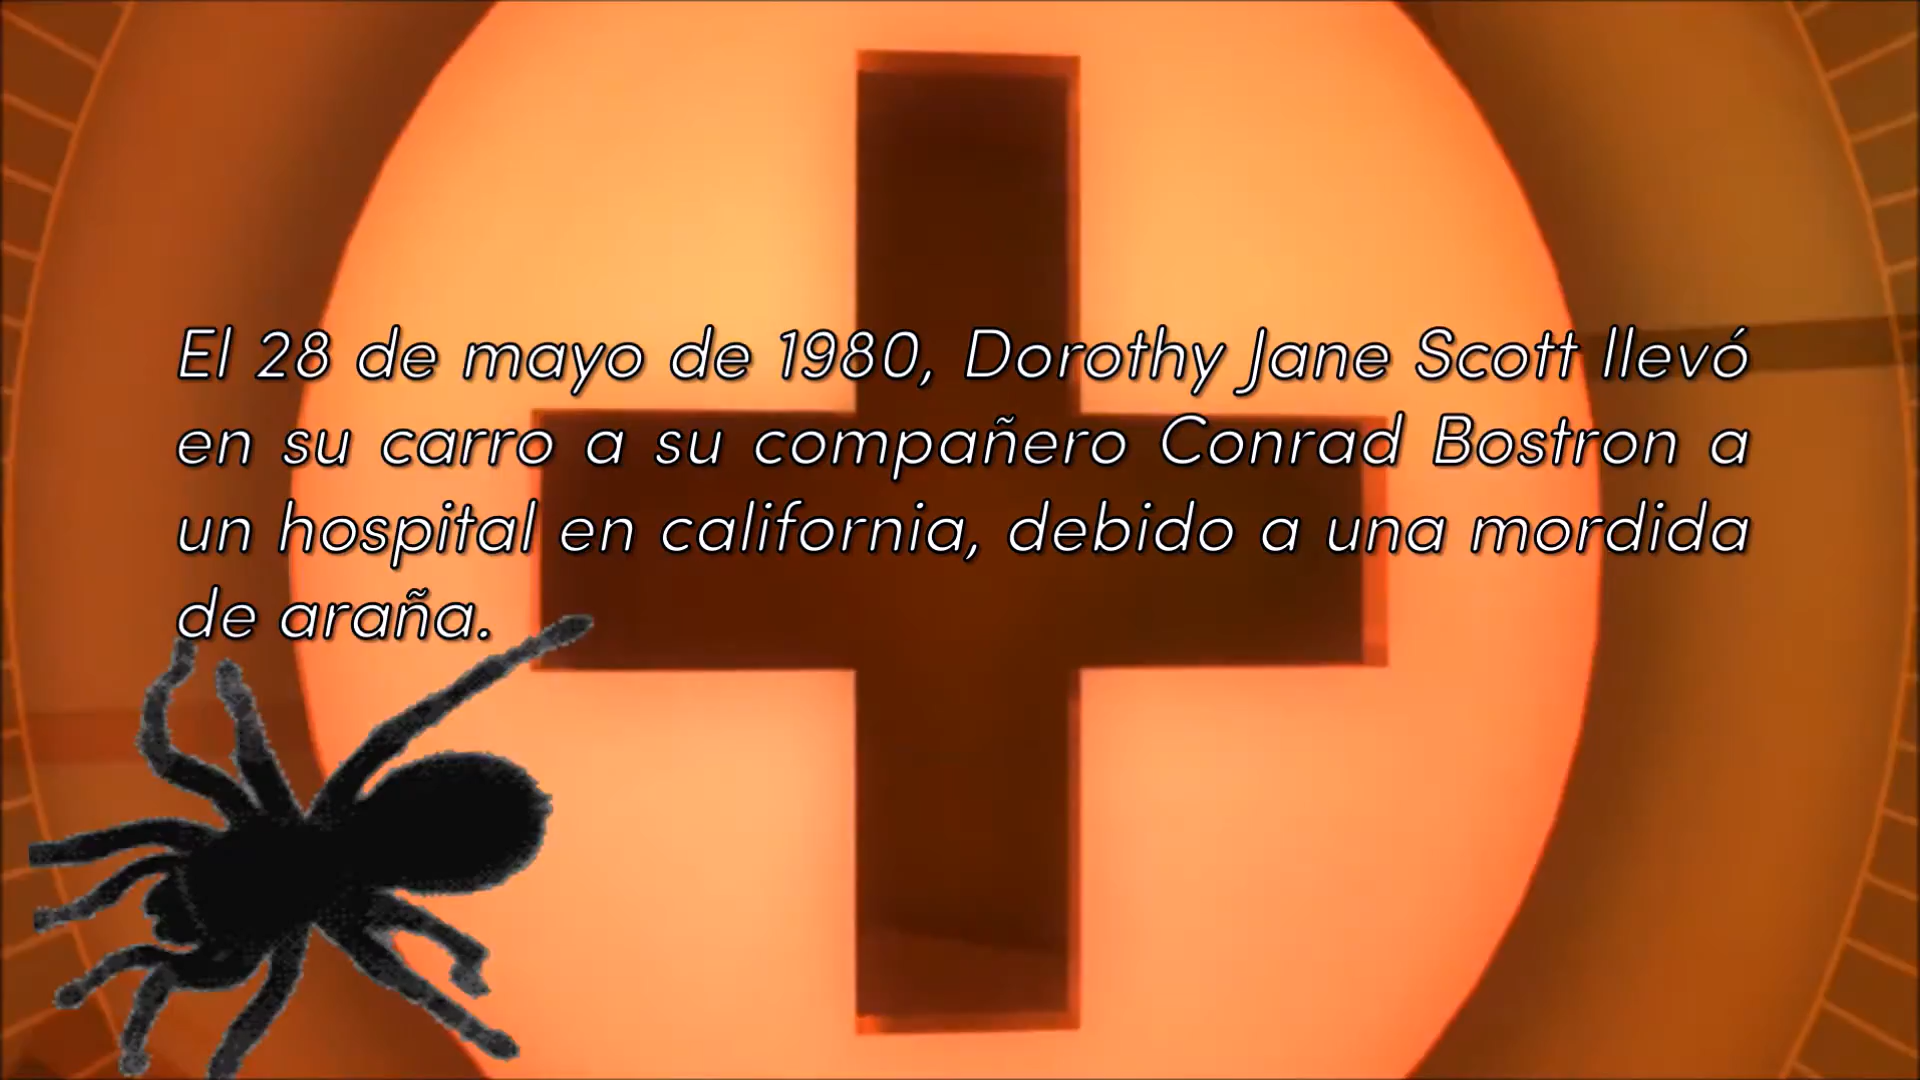 El 28 de mayo de 1980, Dorothy Jane Scott llevó
en su carro a su compañero Conrad Bostron a
un hospital en california, debido a una mordida
de araña.